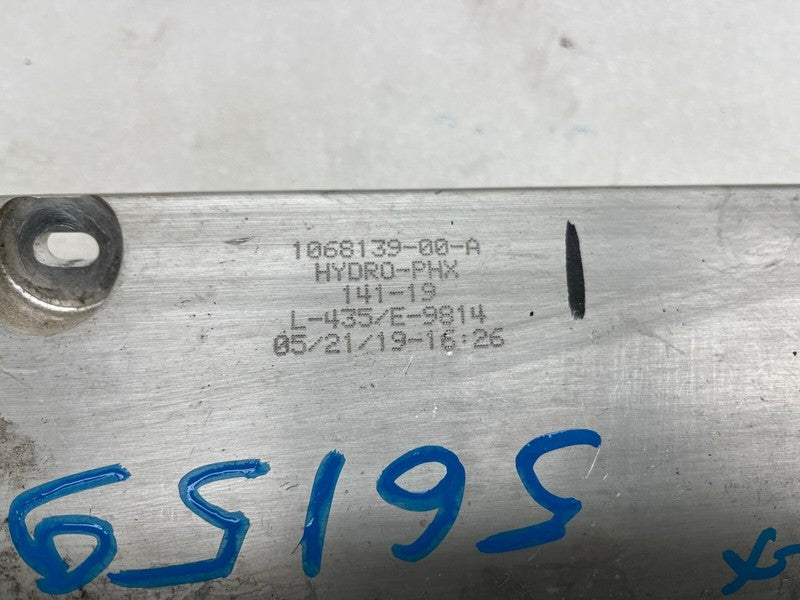 1068139-00-A
HYDRO-PHX
141-19
L-435/E-9814
05/21/19-16:26